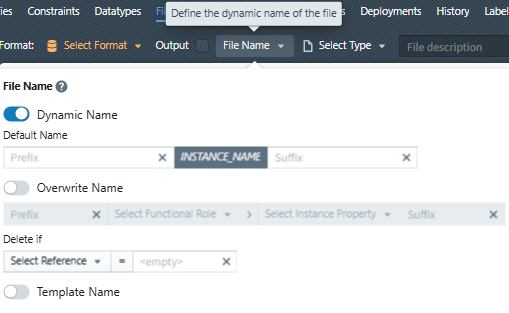 ies Constraints Datatypes Fil Deployments History Label
Define the dynamic name of the file
Format: Select Format Output File Name Select Type File description
File Name ?
Dynamic Name
Default Name
Prefix × INSTANCE_NAME Suffix ×
Overwrite Name
Prefix × Select Functional Role > Select Instance Property Suffix ×
Delete if
Select Reference = <empty> ×
Template Name